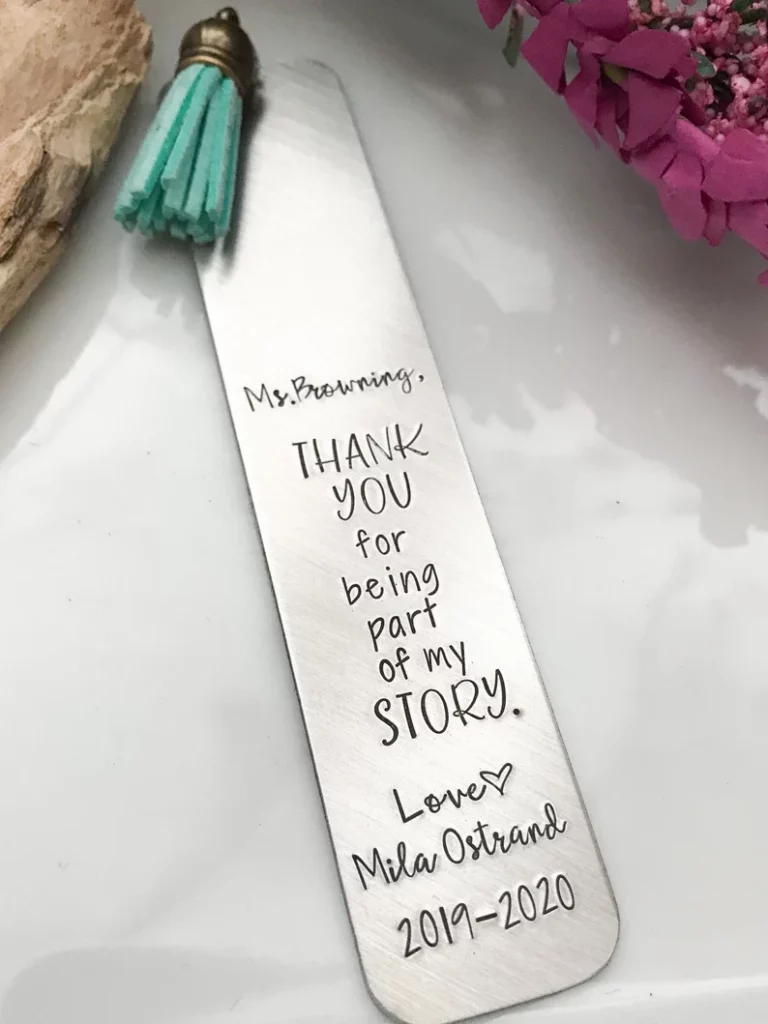 Ms. Browning,
THANK
YOU
for
being
part
of my
STORY.
Love♡
Mila Ostrand
2019-2020